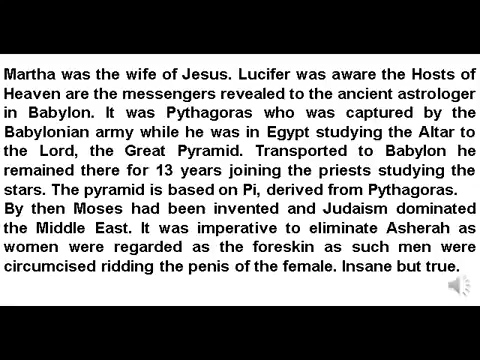 Martha was the wife of Jesus. Lucifer was aware the Hosts of
Heaven are the messengers revealed to the ancient astrologer
in Babylon. It was Pythagoras who was captured by the
Babylonian army while he was in Egypt studying the Altar to
the Lord, the Great Pyramid. Transported to Babylon he
remained there for 13 years joining the priests studying the
stars. The pyramid is based on Pi, derived from Pythagoras.
By then Moses had been invented and Judaism dominated
the Middle East. It was imperative to eliminate Asherah as
women were regarded as the foreskin as such men were
circumcised ridding the penis of the female. Insane but true.